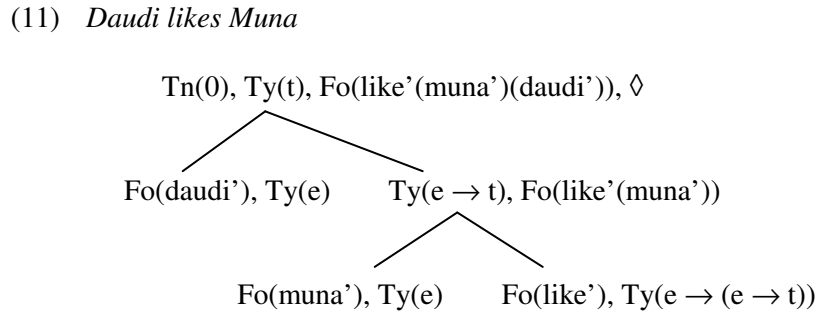 (11) Daudi likes Muna
Tn(0), Ty(t), Fo(like’(muna’)(daudi’)), ◊
Fo(daudi’), Ty(e) Ty(e → t), Fo(like’(muna’))
Fo(muna’), Ty(e) Fo(like’), Ty(e → (e → t))